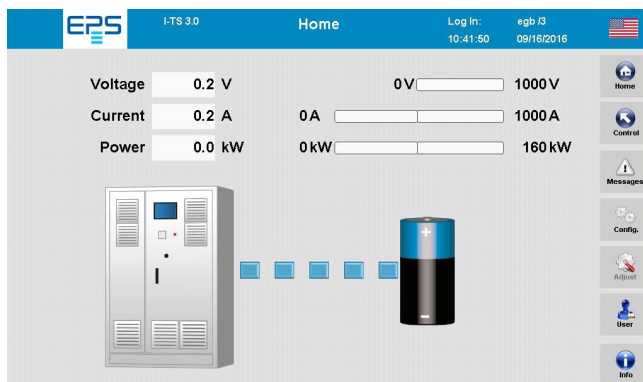 EPS
I-TS 3.0
Home
Log In:
egb /3
10:41:50
09/16/2016
Voltage 0.2 V
0 V 1000 V
Current 0.2 A
0 A 1000 A
Power 0.0 kW
0 kW 160 kW
Home
Control
Messages
Config.
Adjust
User
Info